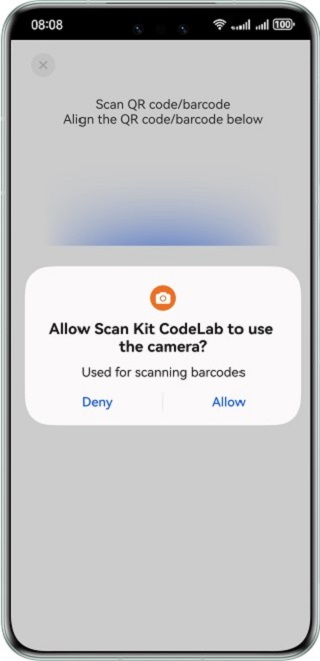 08:08
100
Scan QR code/barcode
Align the QR code/barcode below
Allow Scan Kit CodeLab to use
the camera?
Used for scanning barcodes
Deny
Allow